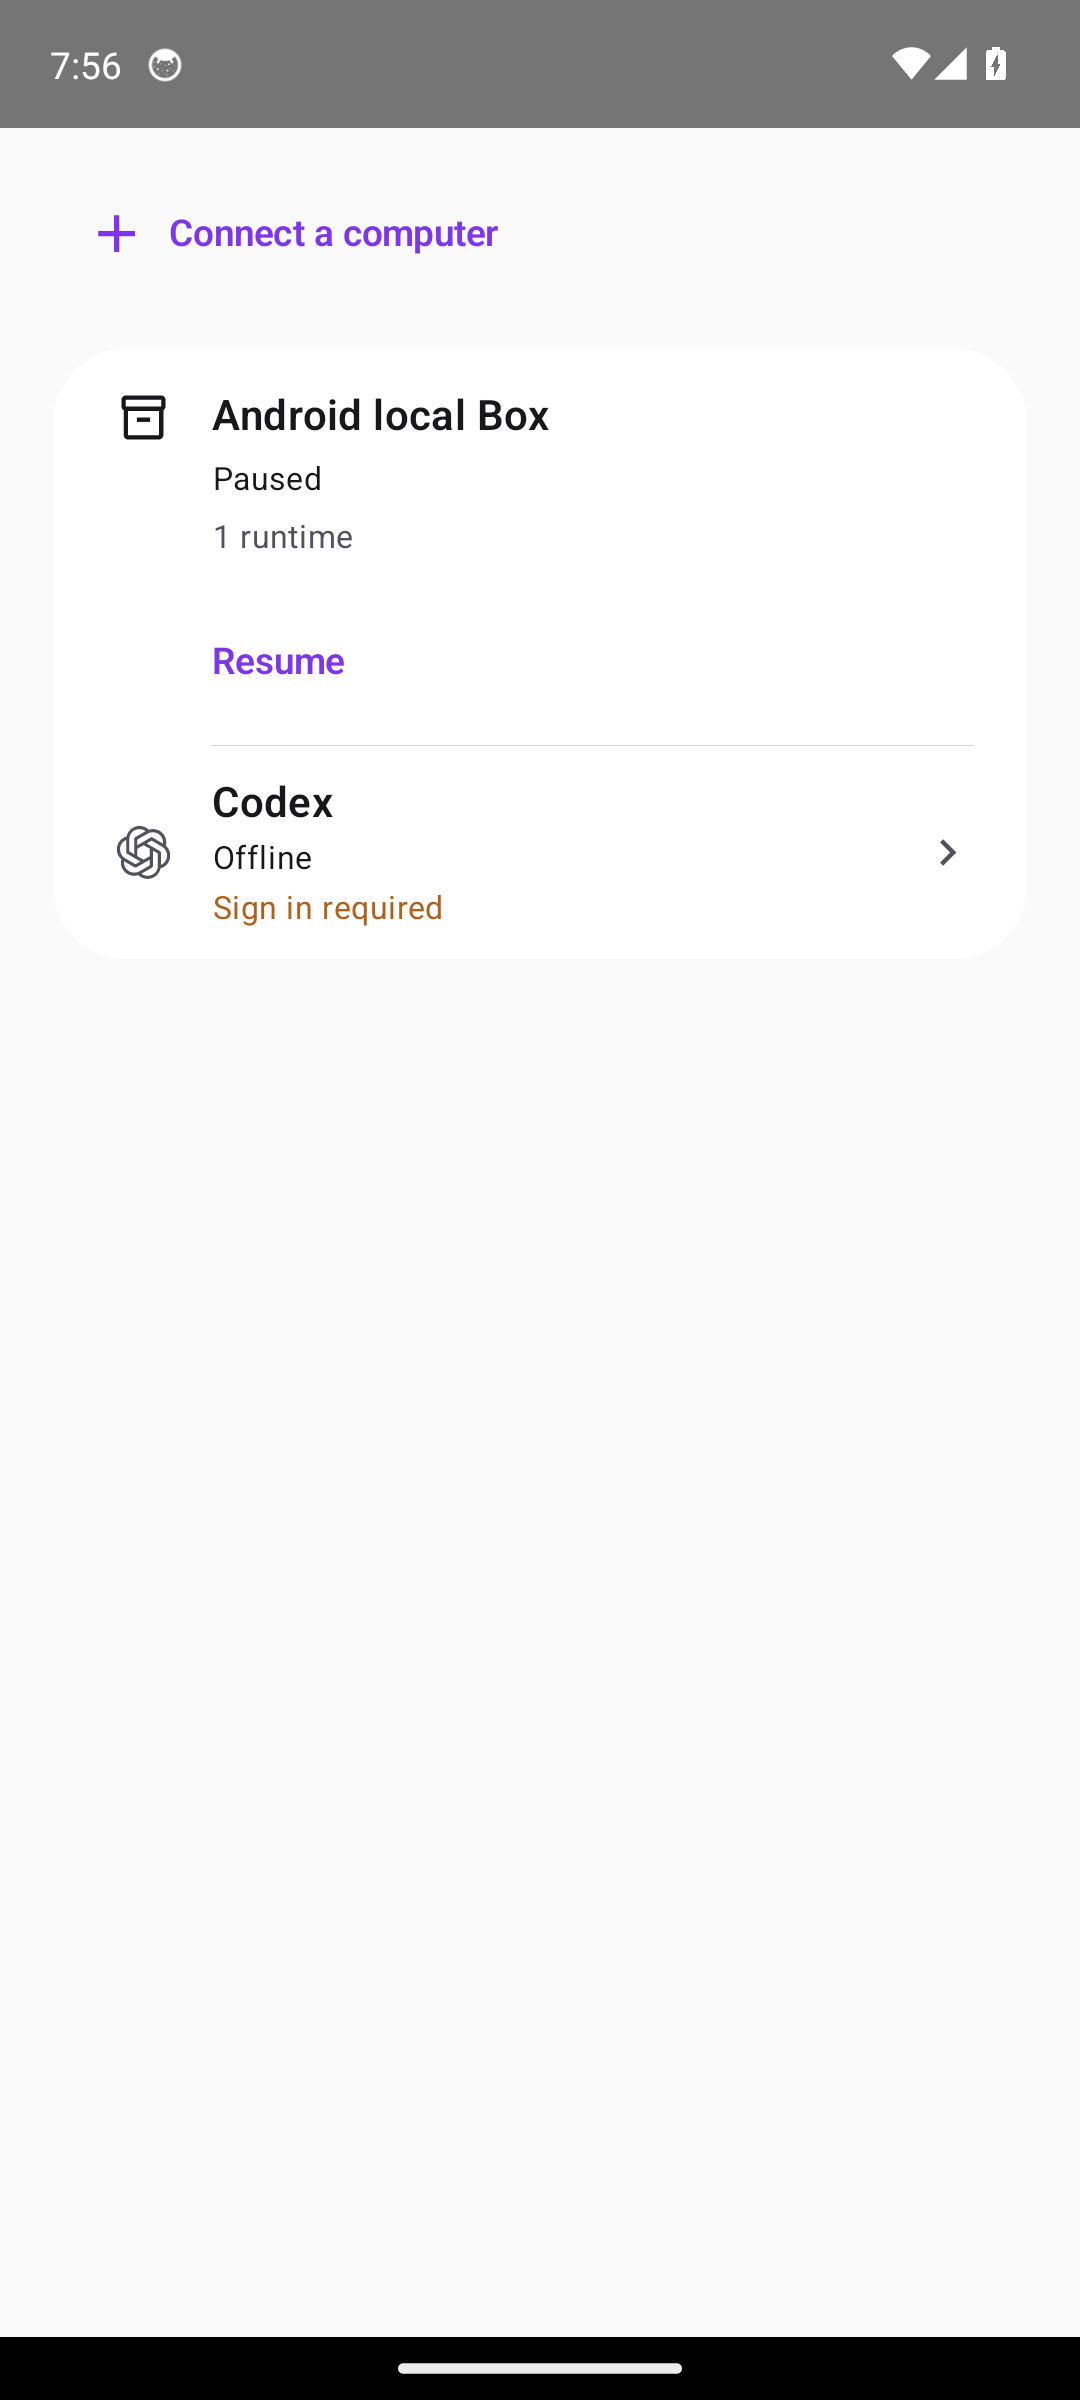 7:56
Connect a computer
Android local Box
Paused
1 runtime
Resume
Codex
Offline
Sign in required